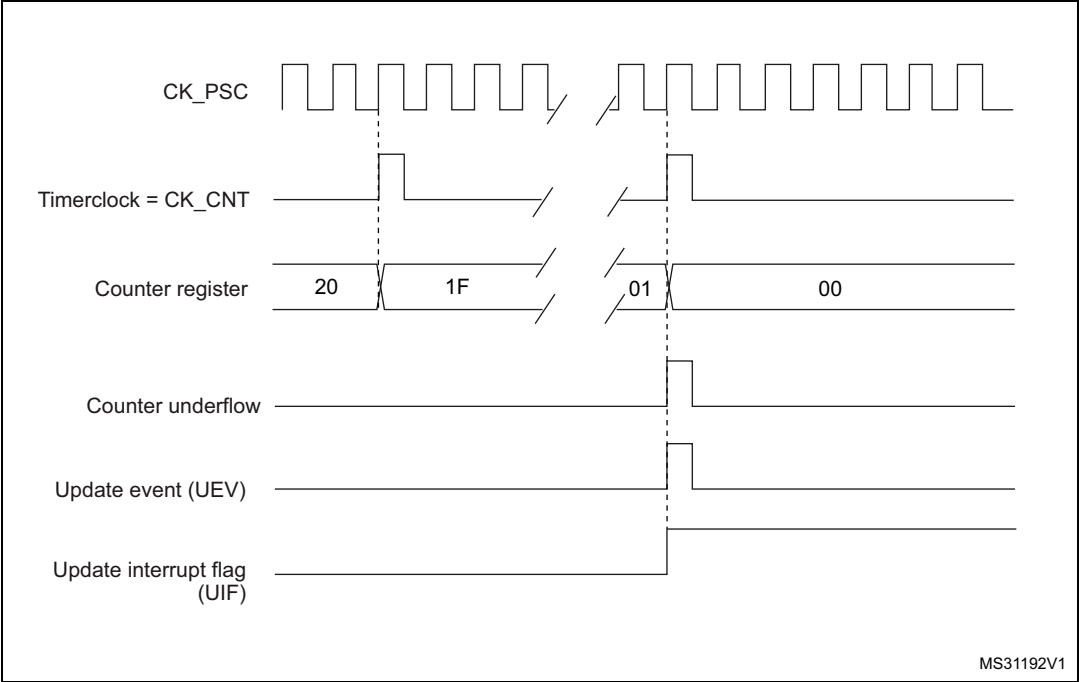 CK_PSC
Timerclock = CK_CNT
Counter register
20
1F
01
00
Counter underflow
Update event (UEV)
Update interrupt flag
(UIF)
MS31192V1